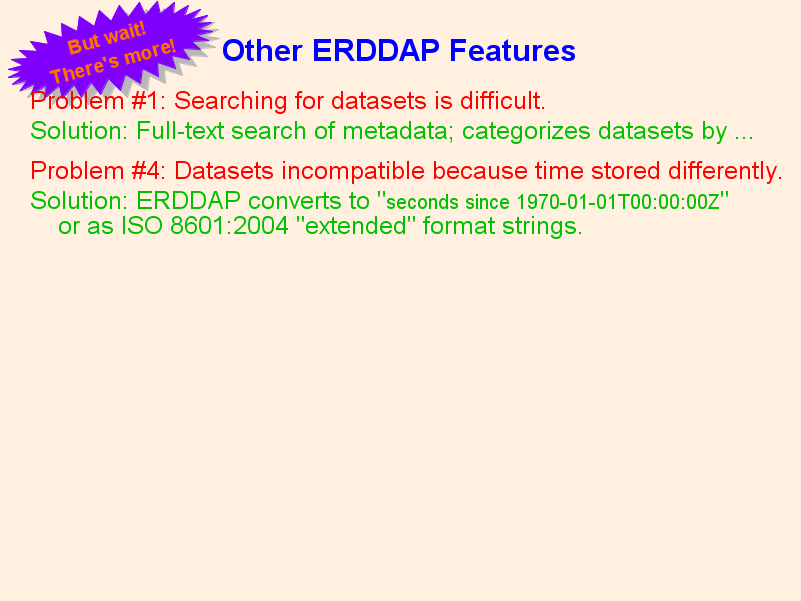 But wait!
There's more!
Other ERDDAP Features
Problem #1: Searching for datasets is difficult.
Solution: Full-text search of metadata; categorizes datasets by ...
Problem #4: Datasets incompatible because time stored differently.
Solution: ERDDAP converts to "seconds since 1970-01-01T00:00:00Z"
or as ISO 8601:2004 "extended" format strings.